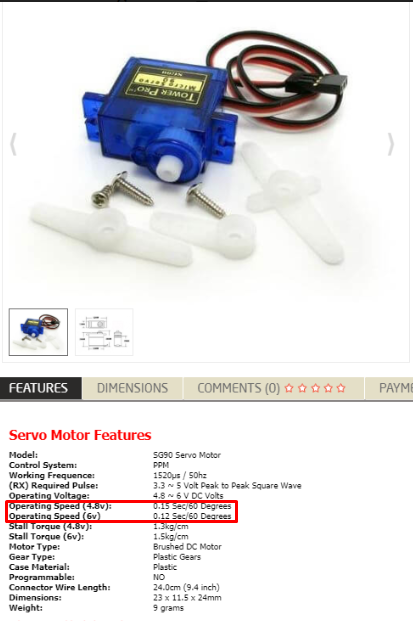 TOWER PRO™
Micro Servo
FEATURES
DIMENSIONS
COMMENTS (0)
PAYME
Servo Motor Features
Model: SG90 Servo Motor
Control System: PPM
Working Frequence: 1520µs / 50hz
(RX) Required Pulse: 3.3 ~ 5 Volt Peak to Peak Square Wave
Operating Voltage: 4.8 ~ 6 V DC Volts
Operating Speed (4.8v): 0.15 Sec/60 Degrees
Operating Speed (6v) 0.12 Sec/60 Degrees
Stall Torque (4.8v): 1.3kg/cm
Stall Torque (6v): 1.5kg/cm
Motor Type: Brushed DC Motor
Gear Type: Plastic Gears
Case Material: Plastic
Programmable: NO
Connector Wire Length: 24.0cm (9.4 inch)
Dimensions: 23 x 11.5 x 24mm
Weight: 9 grams